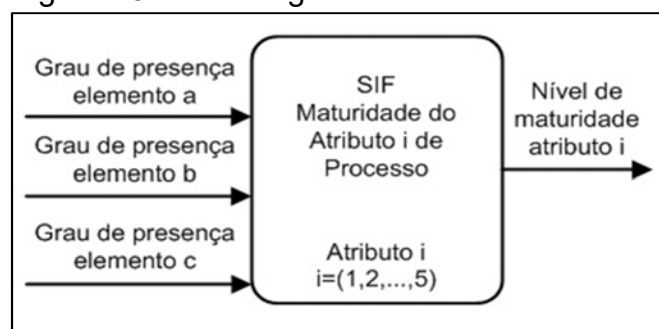 Grau de presença
elemento a
Grau de presença
elemento b
Grau de presença
elemento c
SIF
Maturidade do
Atributo i de
Processo
Atributo i
i=(1,2,...,5)
Nível de
maturidade
atributo i